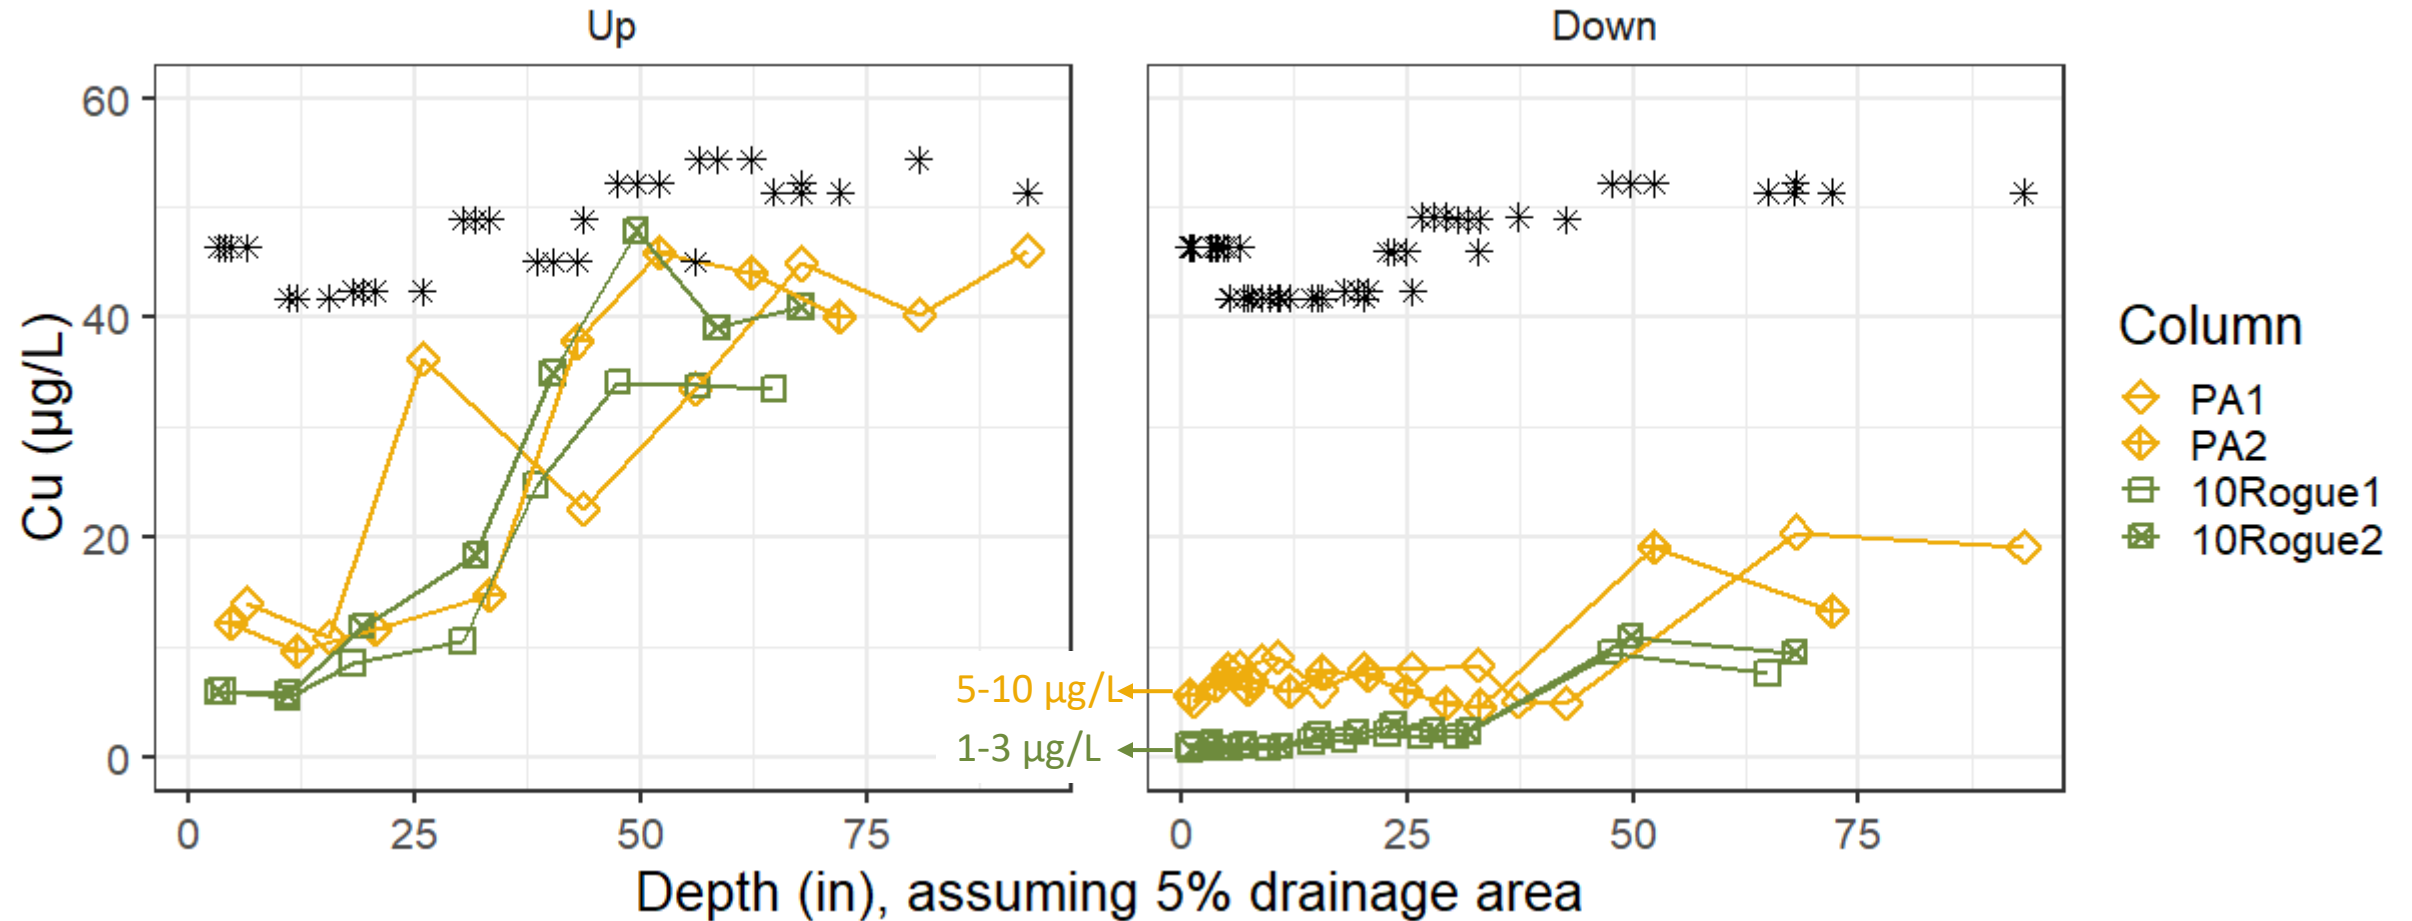 Up
Down
60
40
20
0
Cu (µg/L)
5-10 µg/L
1-3 µg/L
0
25
50
75
0
25
50
75
Depth (in), assuming 5% drainage area
Column
PA1
PA2
10Rogue1
10Rogue2